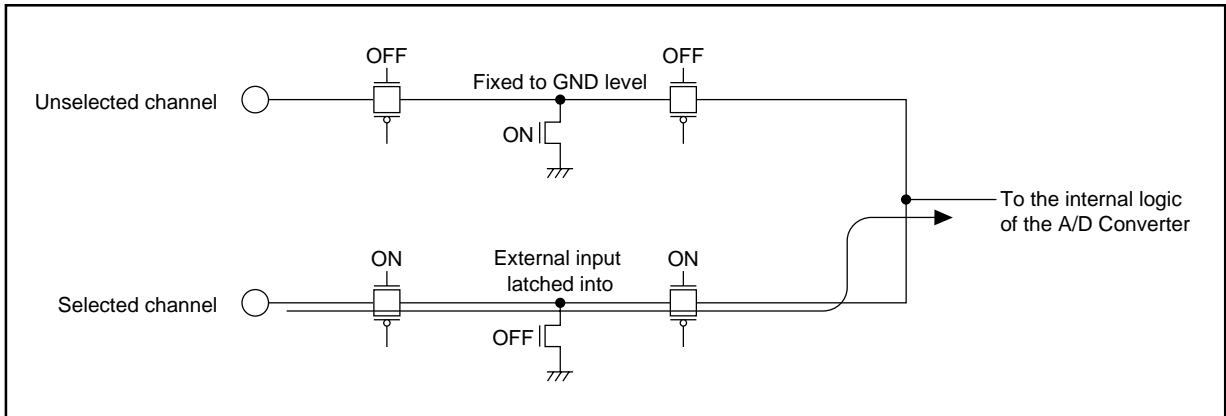 OFF
OFF
Fixed to GND level
Unselected channel
ON
To the internal logic
of the A/D Converter
ON
External input
latched into
ON
Selected channel
OFF